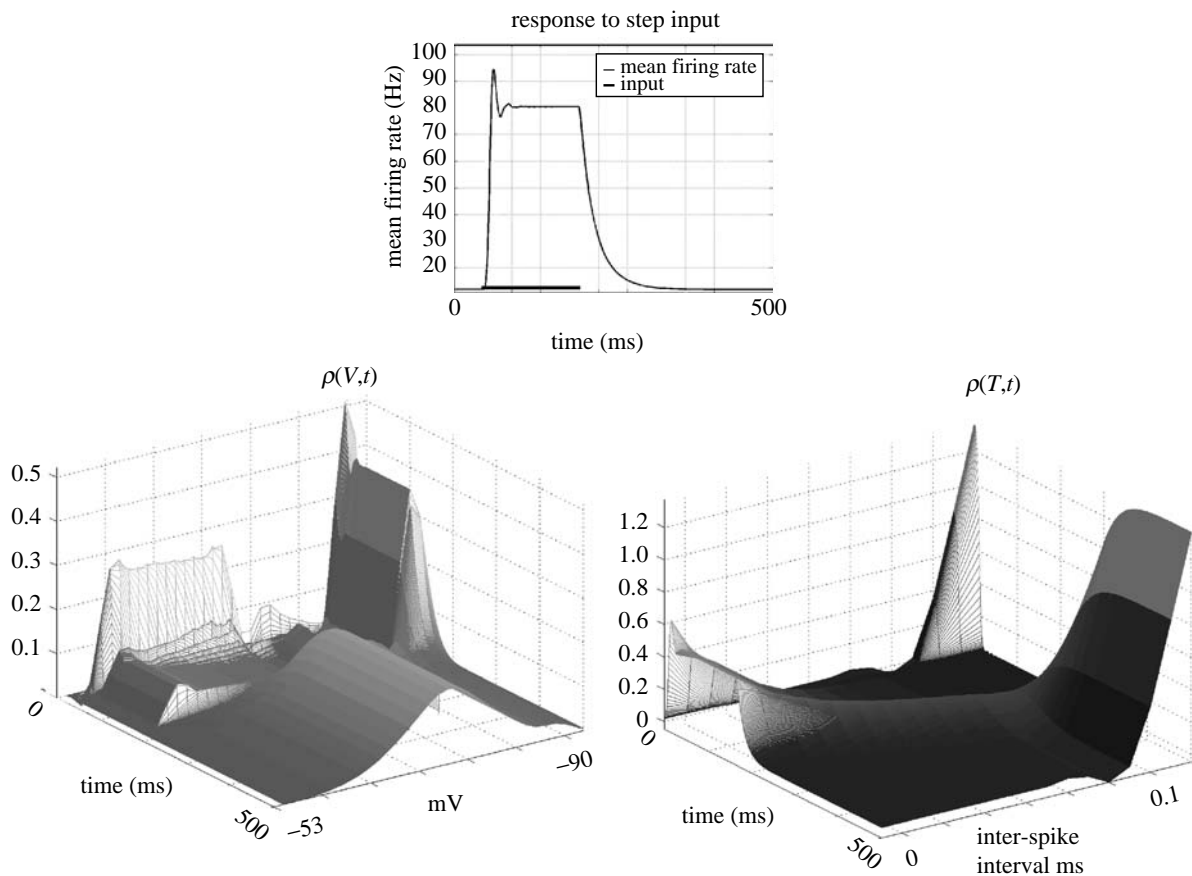 response to step input
100
90
80
70
60
50
40
30
20
mean firing rate (Hz)
mean firing rate
input
0
500
time (ms)
ρ(V,t)
0.5
0.4
0.3
0.2
0.1
0
time (ms)
500
–53
mV
–90
ρ(T,t)
1.2
1.0
0.8
0.6
0.4
0.2
0
0
time (ms)
500
0
inter-spike
interval ms
0.1